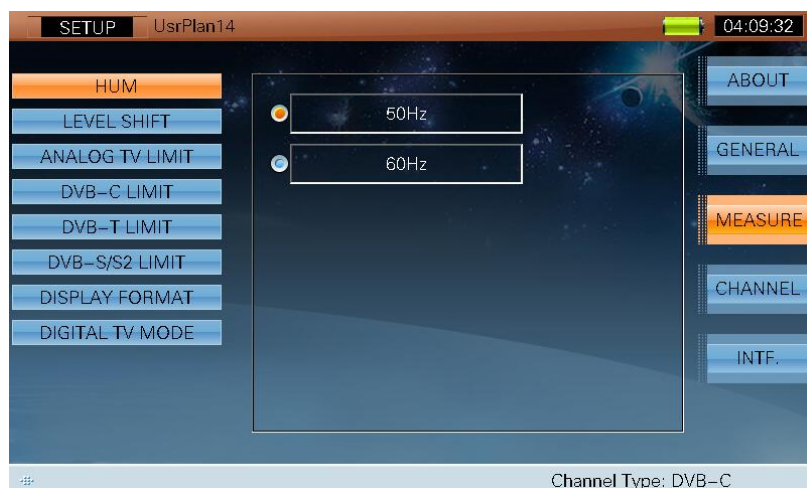 SETUP UsrPlan14 04:09:32
HUM
LEVEL SHIFT
ANALOG TV LIMIT
DVB-C LIMIT
DVB-T LIMIT
DVB-S/S2 LIMIT
DISPLAY FORMAT
DIGITAL TV MODE
50Hz
60Hz
ABOUT
GENERAL
MEASURE
CHANNEL
INTF.
Channel Type: DVB-C